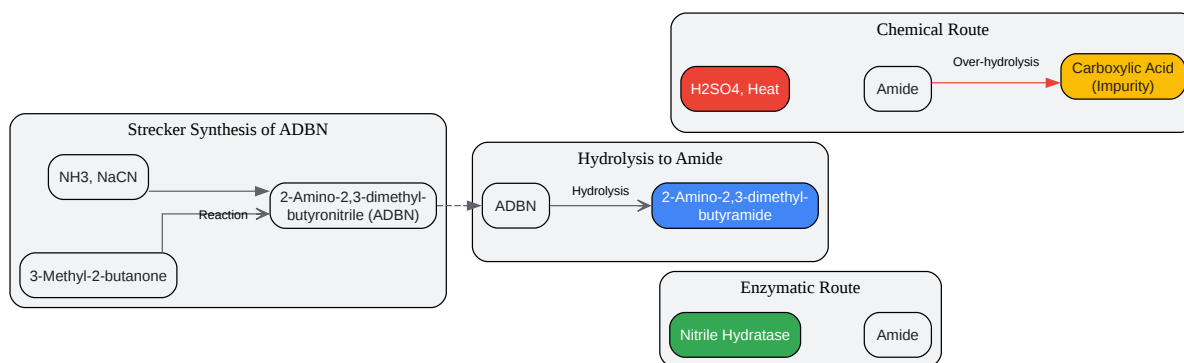 Chemical Route
H2SO4, Heat
Amide
Over-hydrolysis
Carboxylic Acid
(Impurity)
Strecker Synthesis of ADBN
NH3, NaCN
Reaction
3-Methyl-2-butanone
2-Amino-2,3-dimethyl-
butyronitrile (ADBN)
Hydrolysis to Amide
ADBN
Hydrolysis
2-Amino-2,3-dimethyl-
butyramide
Enzymatic Route
Nitrile Hydratase
Amide